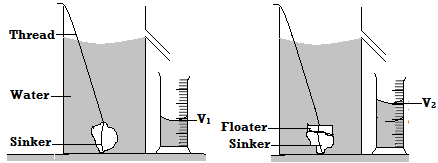 Thread
Water
Sinker
V1
Floater
Sinker
V2